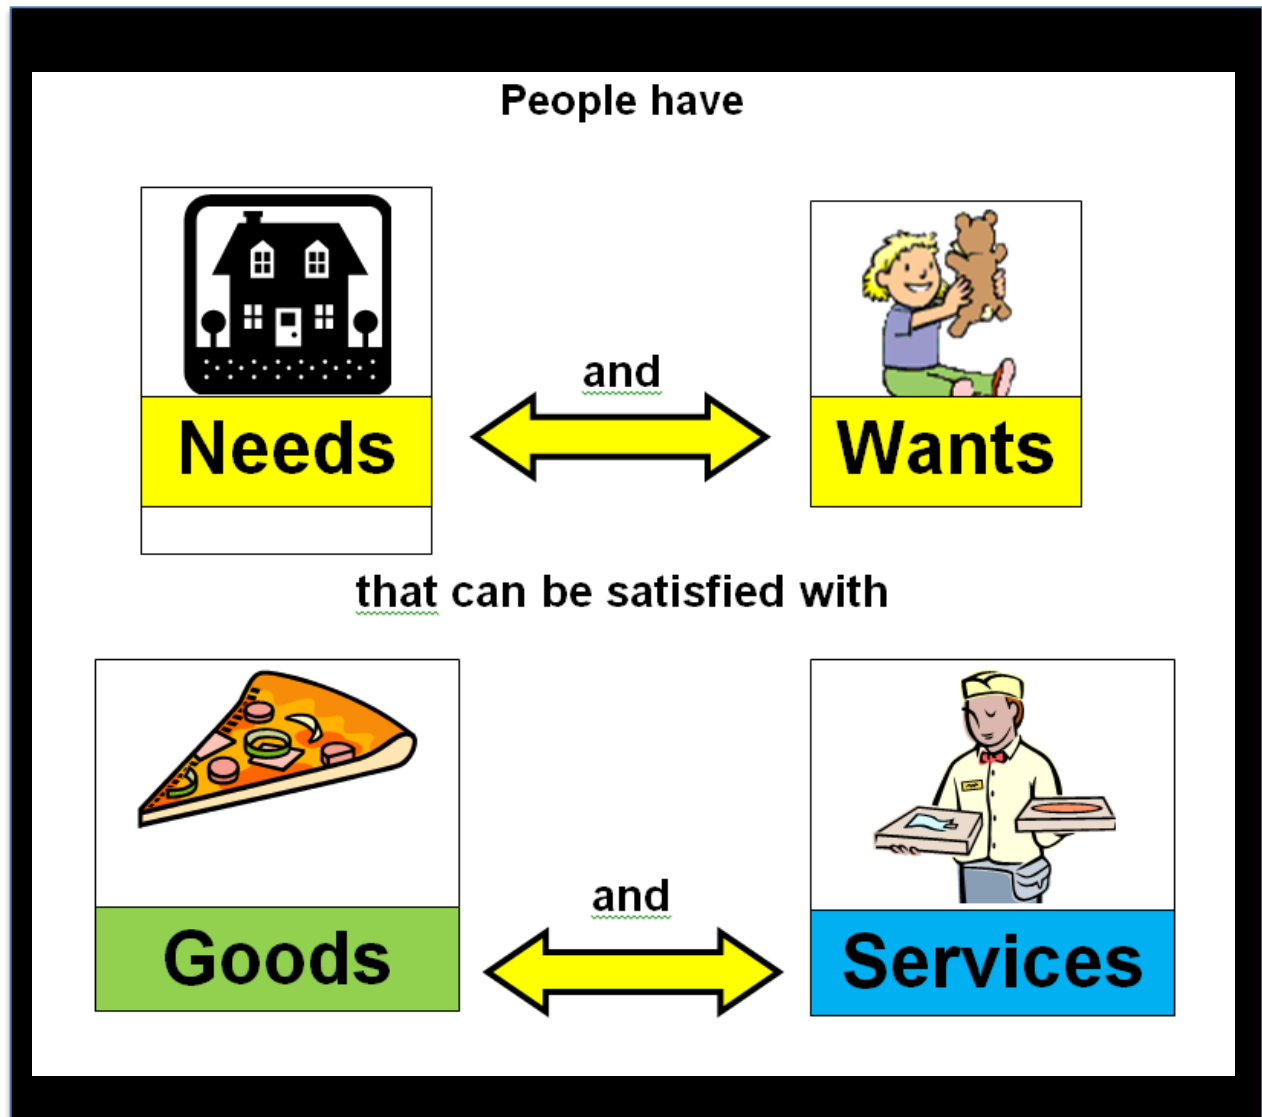 People have
and
Needs
Wants
that can be satisfied with
and
Goods
Services